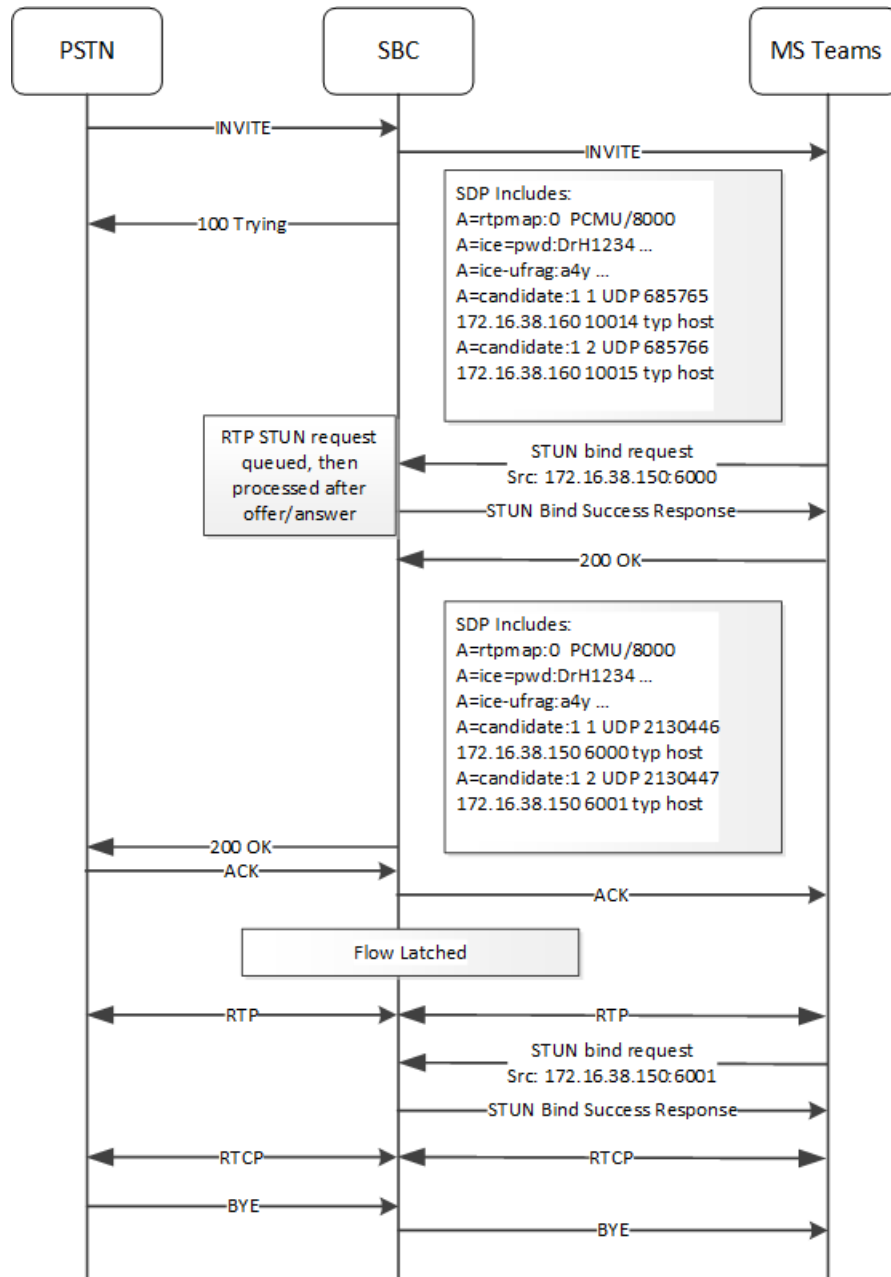 PSTN
SBC
MS Teams
INVITE
INVITE
SDP Includes:
A=rtpmap:0 PCMU/8000
A=ice=pwd:DrH1234 ...
A=ice-ufrag:a4y ...
A=candidate:1 1 UDP 685765
172.16.38.160 10014 typ host
A=candidate:1 2 UDP 685766
172.16.38.160 10015 typ host
100 Trying
RTP STUN request
queued, then
processed after
offer/answer
STUN bind request
Src: 172.16.38.150:6000
STUN Bind Success Response
200 OK
SDP Includes:
A=rtpmap:0 PCMU/8000
A=ice=pwd:DrH1234 ...
A=ice-ufrag:a4y ...
A=candidate:1 1 UDP 2130446
172.16.38.150 6000 typ host
A=candidate:1 2 UDP 2130447
172.16.38.150 6001 typ host
200 OK
ACK
ACK
Flow Latched
RTP
RTP
STUN bind request
Src: 172.16.38.150:6001
STUN Bind Success Response
RTCP
RTCP
BYE
BYE